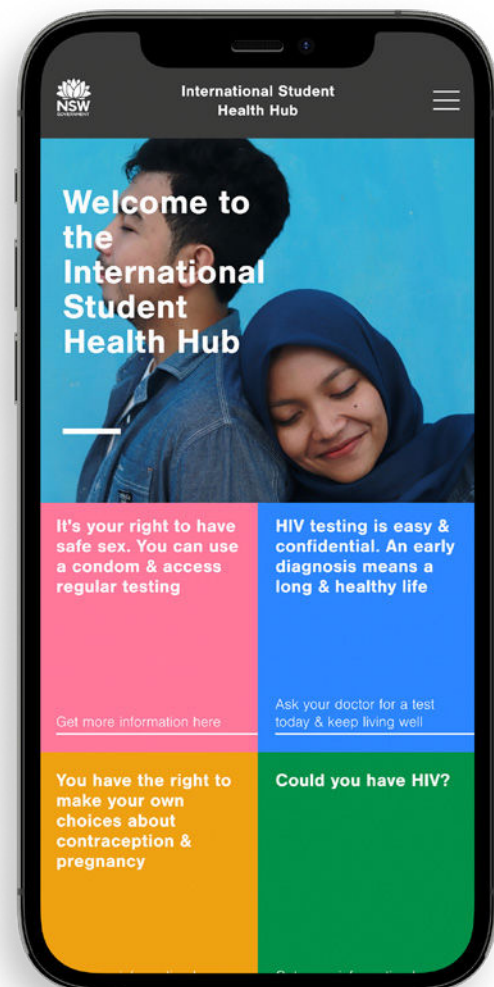 NSW
GOVERNMENT
International Student
Health Hub
Welcome to
the
International
Student
Health Hub
It's your right to have
safe sex. You can use
a condom & access
regular testing
Get more information here
HIV testing is easy &
confidential. An early
diagnosis means a
long & healthy life
Ask your doctor for a test
today & keep living well
You have the right to
make your own
choices about
contraception &
pregnancy
Could you have HIV?